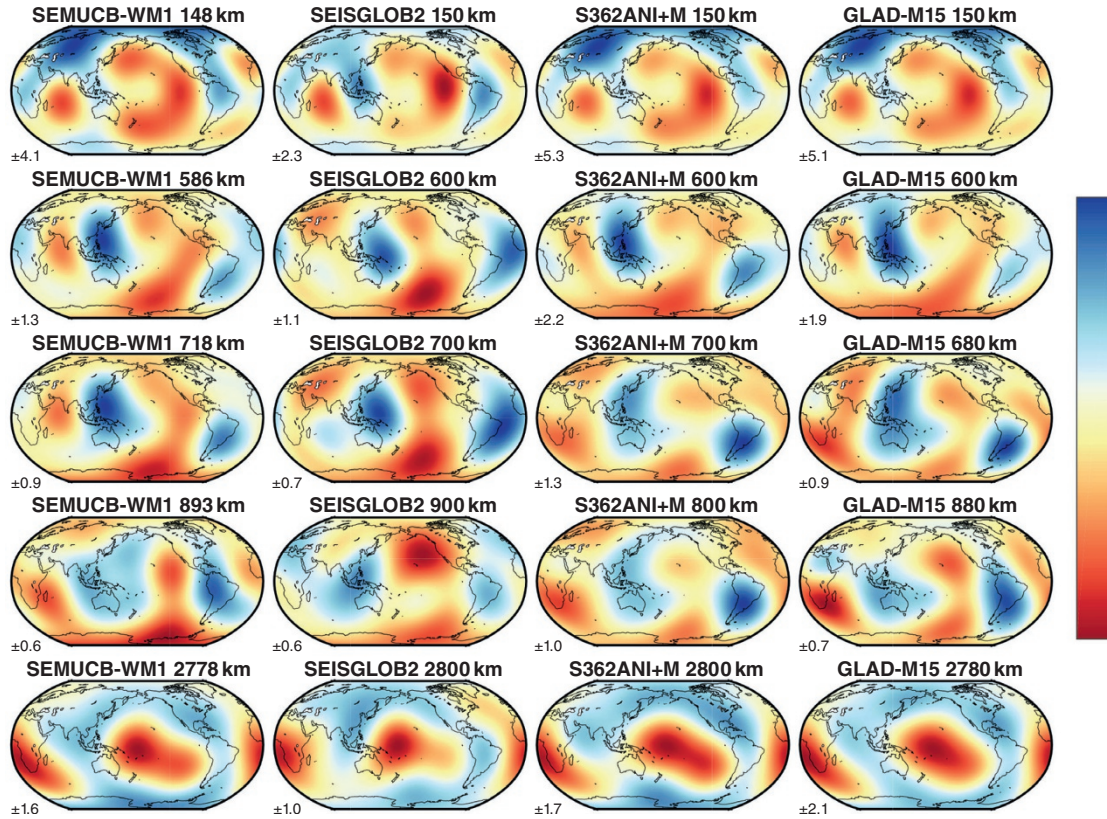 SEMUCB-WM1 148 km
SEISGLOB2 150 km
S362ANI+M 150 km
GLAD-M15 150 km
±4.1
±2.3
±5.3
±5.1
SEMUCB-WM1 586 km
SEISGLOB2 600 km
S362ANI+M 600 km
GLAD-M15 600 km
±1.3
±1.1
±2.2
±1.9
SEMUCB-WM1 718 km
SEISGLOB2 700 km
S362ANI+M 700 km
GLAD-M15 680 km
±0.9
±0.7
±1.3
±0.9
SEMUCB-WM1 893 km
SEISGLOB2 900 km
S362ANI+M 800 km
GLAD-M15 880 km
±0.6
±0.6
±1.0
±0.7
SEMUCB-WM1 2778 km
SEISGLOB2 2800 km
S362ANI+M 2800 km
GLAD-M15 2780 km
±1.6
±1.0
±1.7
±2.1